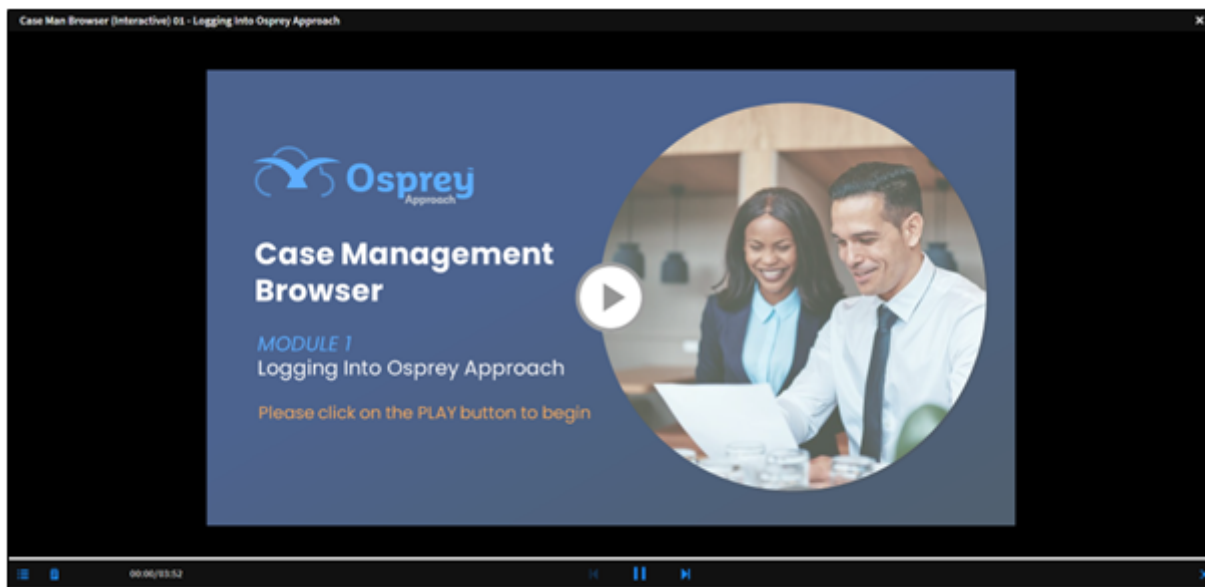 Case Man Browser (Interactive) 01 - Logging Into Osprey Approach
Osprey
Approach
Case Management
Browser
MODULE 1
Logging Into Osprey Approach
Please click on the PLAY button to begin
00:00/03:52